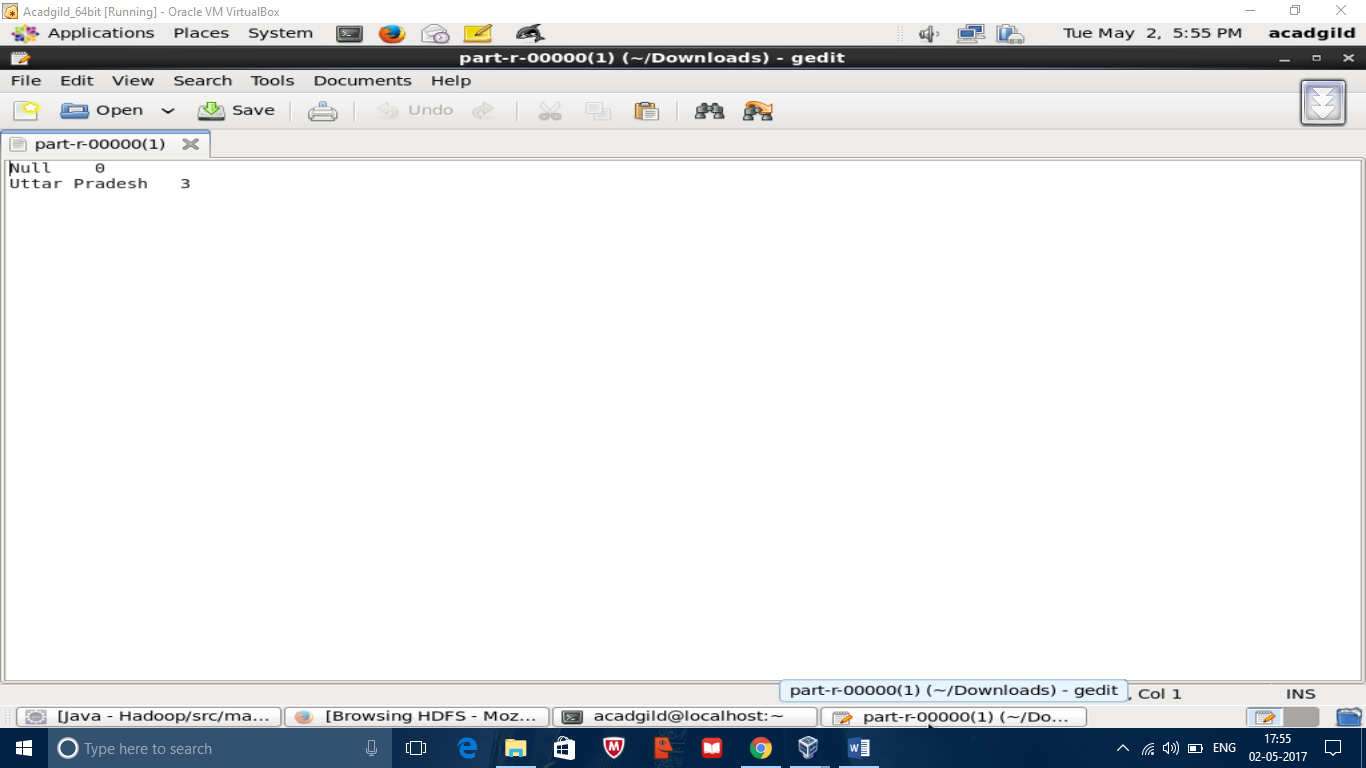 Acadgild_64bit [Running] - Oracle VM VirtualBox
Applications Places System Tue May 2, 5:55 PM acadgild
part-r-00000(1) (~/Downloads) - gedit
File Edit View Search Tools Documents Help
Open Save Undo
part-r-00000(1)
Null 0
Uttar Pradesh 3
part-r-00000(1) (~/Downloads) - gedit , Col 1 INS
[Java - Hadoop/src/ma... [Browsing HDFS - Moz... acadgild@localhost:~ part-r-00000(1) (~/Do...
Type here to search ENG 17:55
02-05-2017